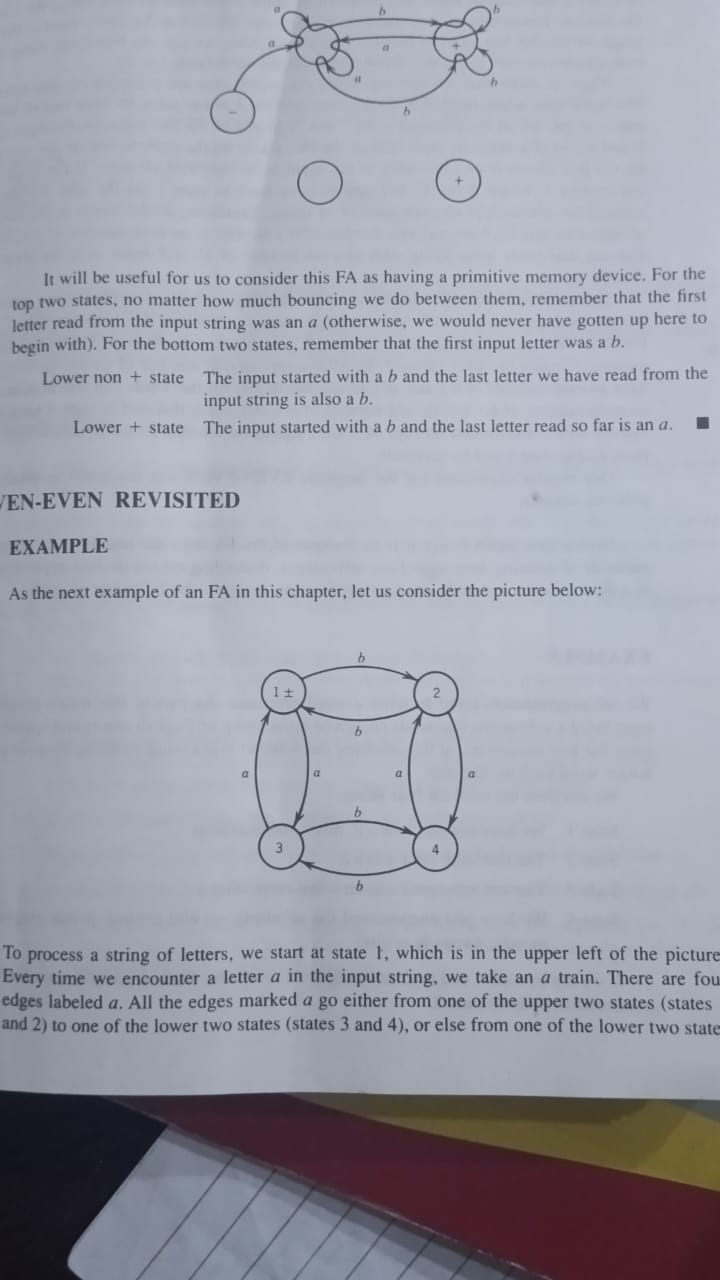 a
b
b
a
a
+
a
b
b
−
+
It will be useful for us to consider this FA as having a primitive memory device. For the
top two states, no matter how much bouncing we do between them, remember that the first
letter read from the input string was an a (otherwise, we would never have gotten up here to
begin with). For the bottom two states, remember that the first input letter was a b.
Lower non + state The input started with a b and the last letter we have read from the
input string is also a b.
Lower + state The input started with a b and the last letter read so far is an a. ■
VEN-EVEN REVISITED
EXAMPLE
As the next example of an FA in this chapter, let us consider the picture below:
b
1 ± 2
b
a a a a
b
3 4
b
To process a string of letters, we start at state 1, which is in the upper left of the picture
Every time we encounter a letter a in the input string, we take an a train. There are fou
edges labeled a. All the edges marked a go either from one of the upper two states (states
and 2) to one of the lower two states (states 3 and 4), or else from one of the lower two state